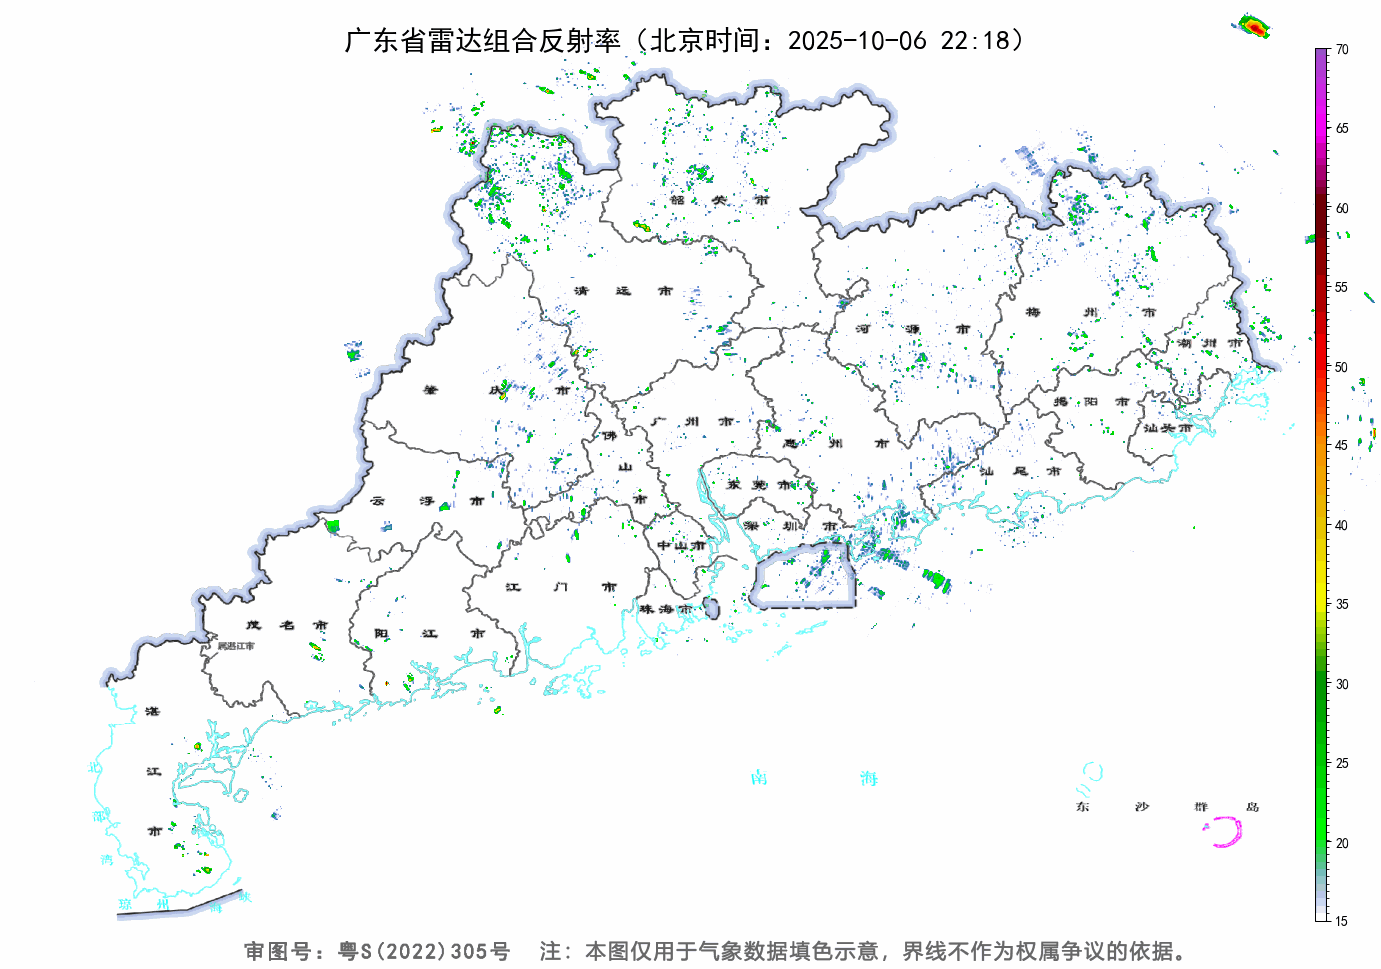 广东省雷达组合反射率（北京时间：2025-10-06 22:18）
70
65
60
55
50
45
40
35
30
25
20
15
韶关市
清远市
河源市
梅州市
潮州市
肇庆市
广州市
佛山市
惠州市
揭阳市
汕头市
汕尾市
云浮市
东莞市
深圳市
中山市
江门市
珠海市
茂名市
阳江市
属湛江市
湛江市
北部湾
南海
东沙群岛
琼州海峡
审图号：粤S(2022)305号 注：本图仅用于气象数据填色示意，界线不作为权属争议的依据。